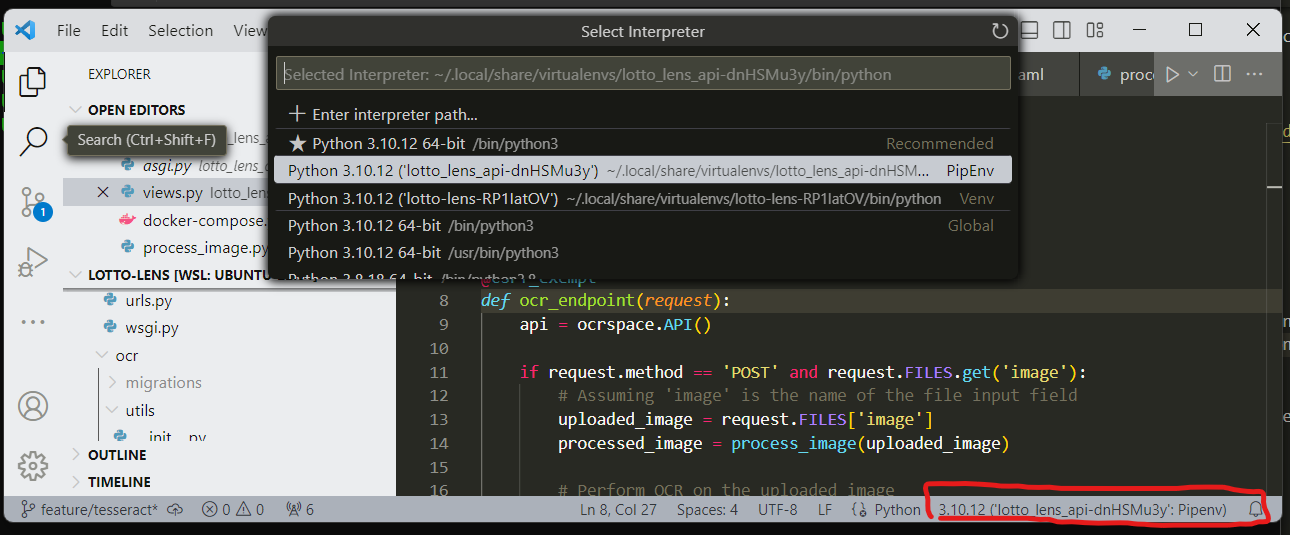 File Edit Selection View
Select Interpreter
Selected Interpreter: ~/.local/share/virtualenvs/lotto_lens_api-dnHSMu3y/bin/python
Enter interpreter path...
Python 3.10.12 64-bit /bin/python3 Recommended
Python 3.10.12 ('lotto_lens_api-dnHSMu3y') ~/.local/share/virtualenvs/lotto_lens_api-dnHSM... PipEnv
Python 3.10.12 ('lotto-lens-RP1IatOV') ~/.local/share/virtualenvs/lotto-lens-RP1IatOV/bin/python Venv
Python 3.10.12 64-bit /bin/python3 Global
Python 3.10.12 64-bit /usr/bin/python3
Python 3.8.18 64-bit /bin/python3.8
EXPLORER
OPEN EDITORS
Search (Ctrl+Shift+F)
asgi.py lotto_lens_
views.py lotto_lens
docker-compose.
process_image.py
LOTTO-LENS [WSL: UBUNTU
urls.py
wsgi.py
ocr
migrations
utils
__init__.py
OUTLINE
TIMELINE
1
aml
proce
@csrf_exempt
8 def ocr_endpoint(request):
9 api = ocrspace.API()
10
11 if request.method == 'POST' and request.FILES.get('image'):
12 # Assuming 'image' is the name of the file input field
13 uploaded_image = request.FILES['image']
14 processed_image = process_image(uploaded_image)
15
16 # Perform OCR on the uploaded image
feature/tesseract* 0 0 6 Ln 8, Col 27 Spaces: 4 UTF-8 LF Python 3.10.12 ('lotto_lens_api-dnHSMu3y': Pipenv)